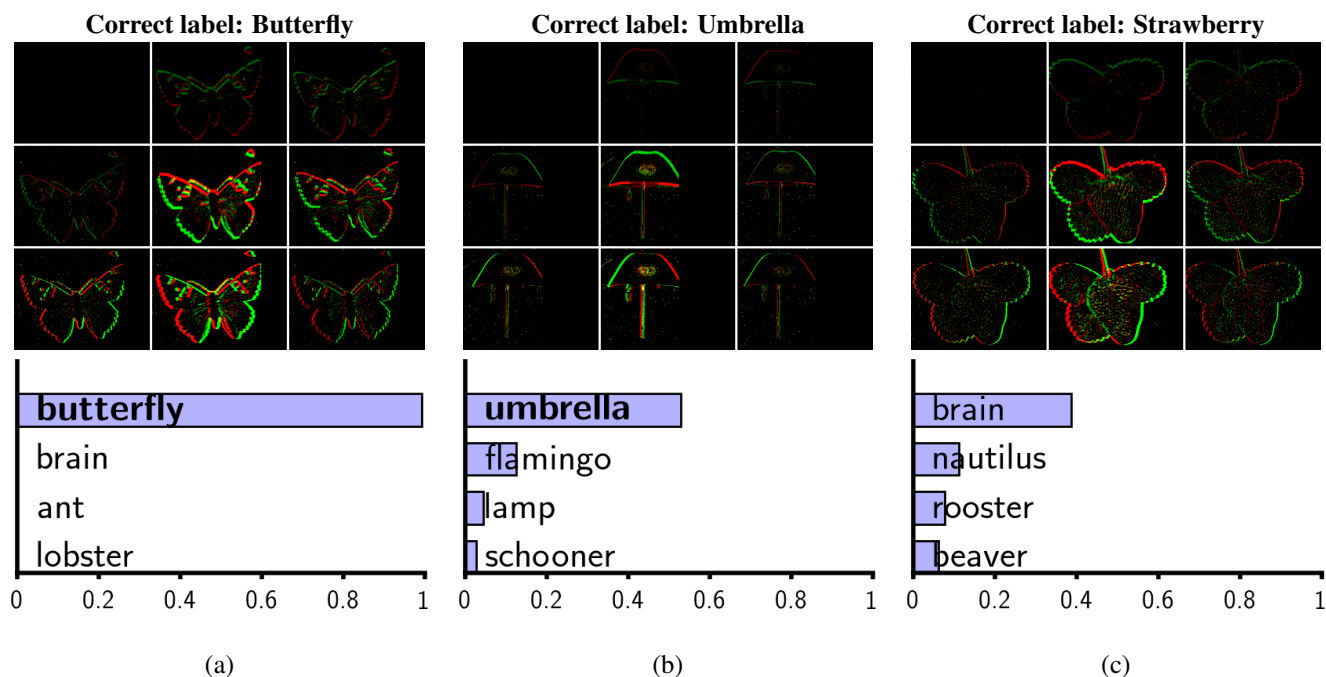 Correct label: Butterfly
butterfly
brain
ant
lobster
0 0.2 0.4 0.6 0.8 1
(a)
Correct label: Umbrella
umbrella
flamingo
lamp
schooner
0 0.2 0.4 0.6 0.8 1
(b)
Correct label: Strawberry
brain
nautilus
rooster
beaver
0 0.2 0.4 0.6 0.8 1
(c)